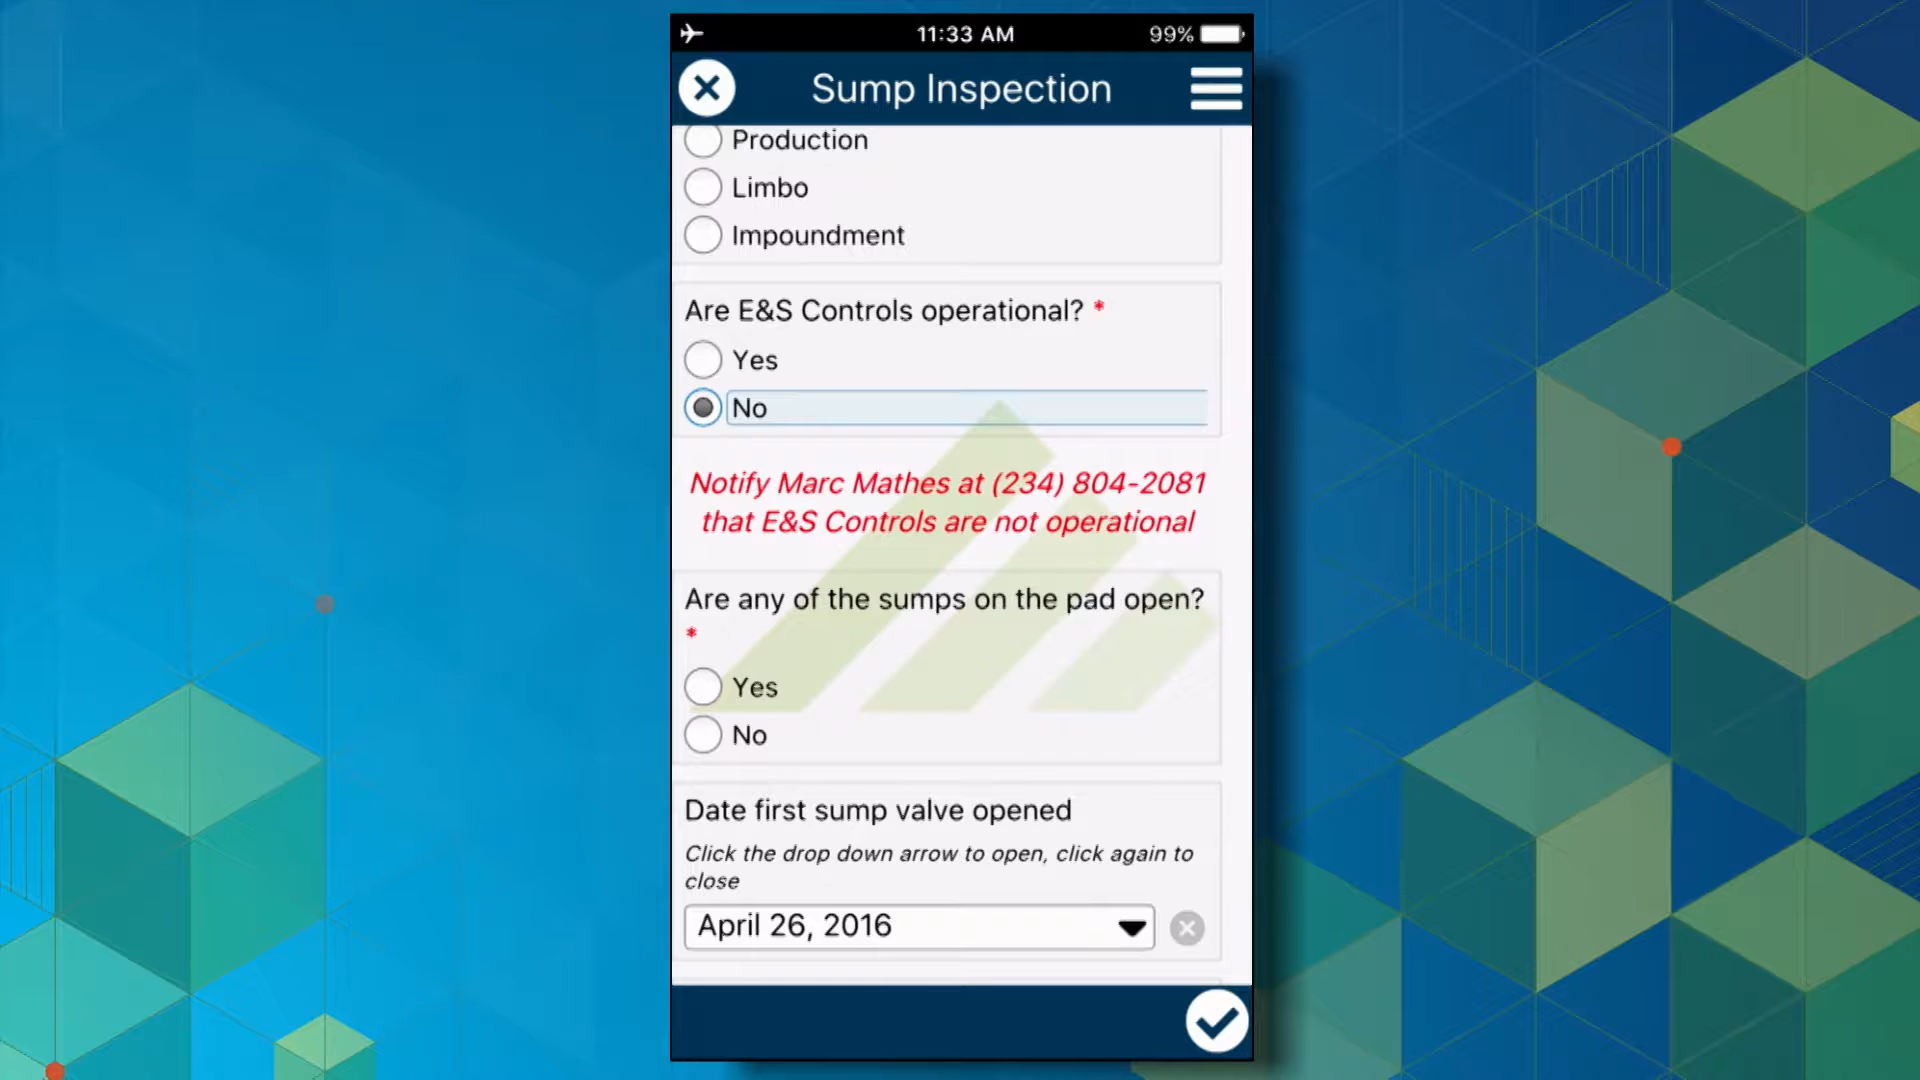 11:33 AM
99%
Sump Inspection
Production
Limbo
Impoundment
Are E&S Controls operational? *
Yes
No
Notify Marc Mathes at (234) 804-2081
that E&S Controls are not operational
Are any of the sumps on the pad open?
*
Yes
No
Date first sump valve opened
Click the drop down arrow to open, click again to
close
April 26, 2016